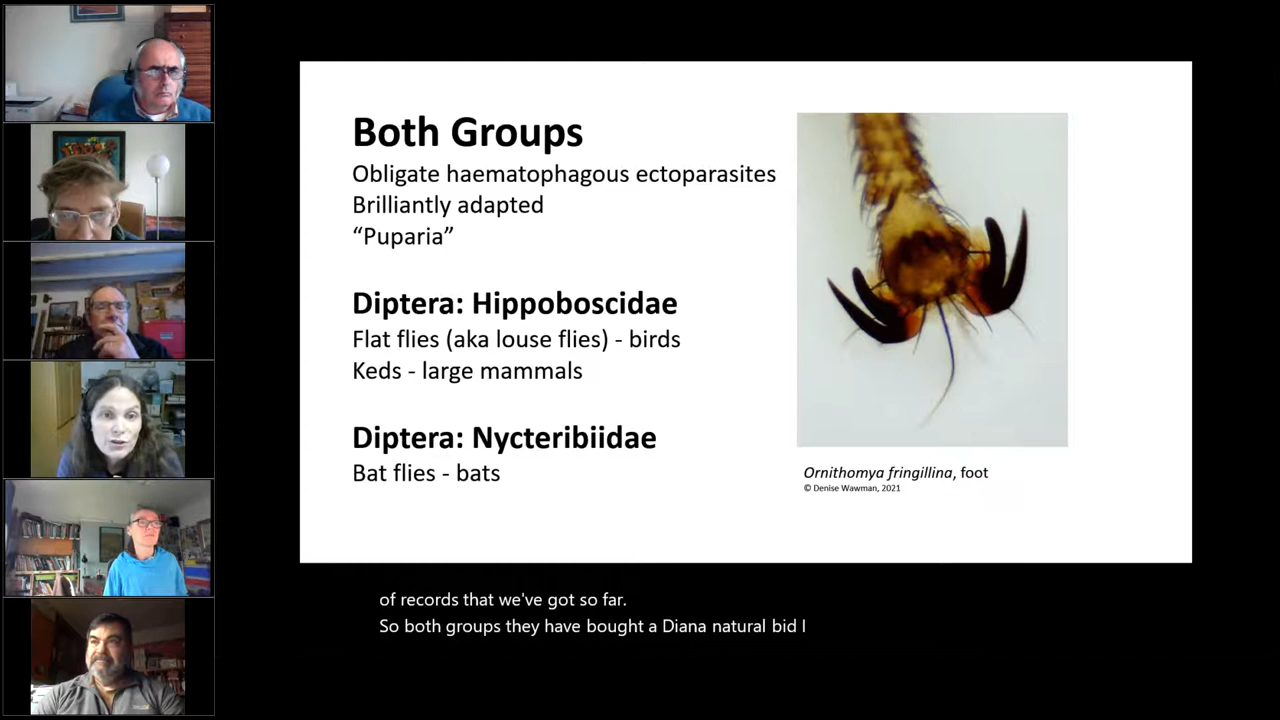 Both Groups
Obligate haematophagous ectoparasites
Brilliantly adapted
“Puparia”
Diptera: Hippoboscidae
Flat flies (aka louse flies) - birds
Keds - large mammals
Diptera: Nycteribiidae
Bat flies - bats
Ornithomya fringillina, foot
© Denise Wawman, 2021
of records that we've got so far.
So both groups they have bought a Diana natural bid I